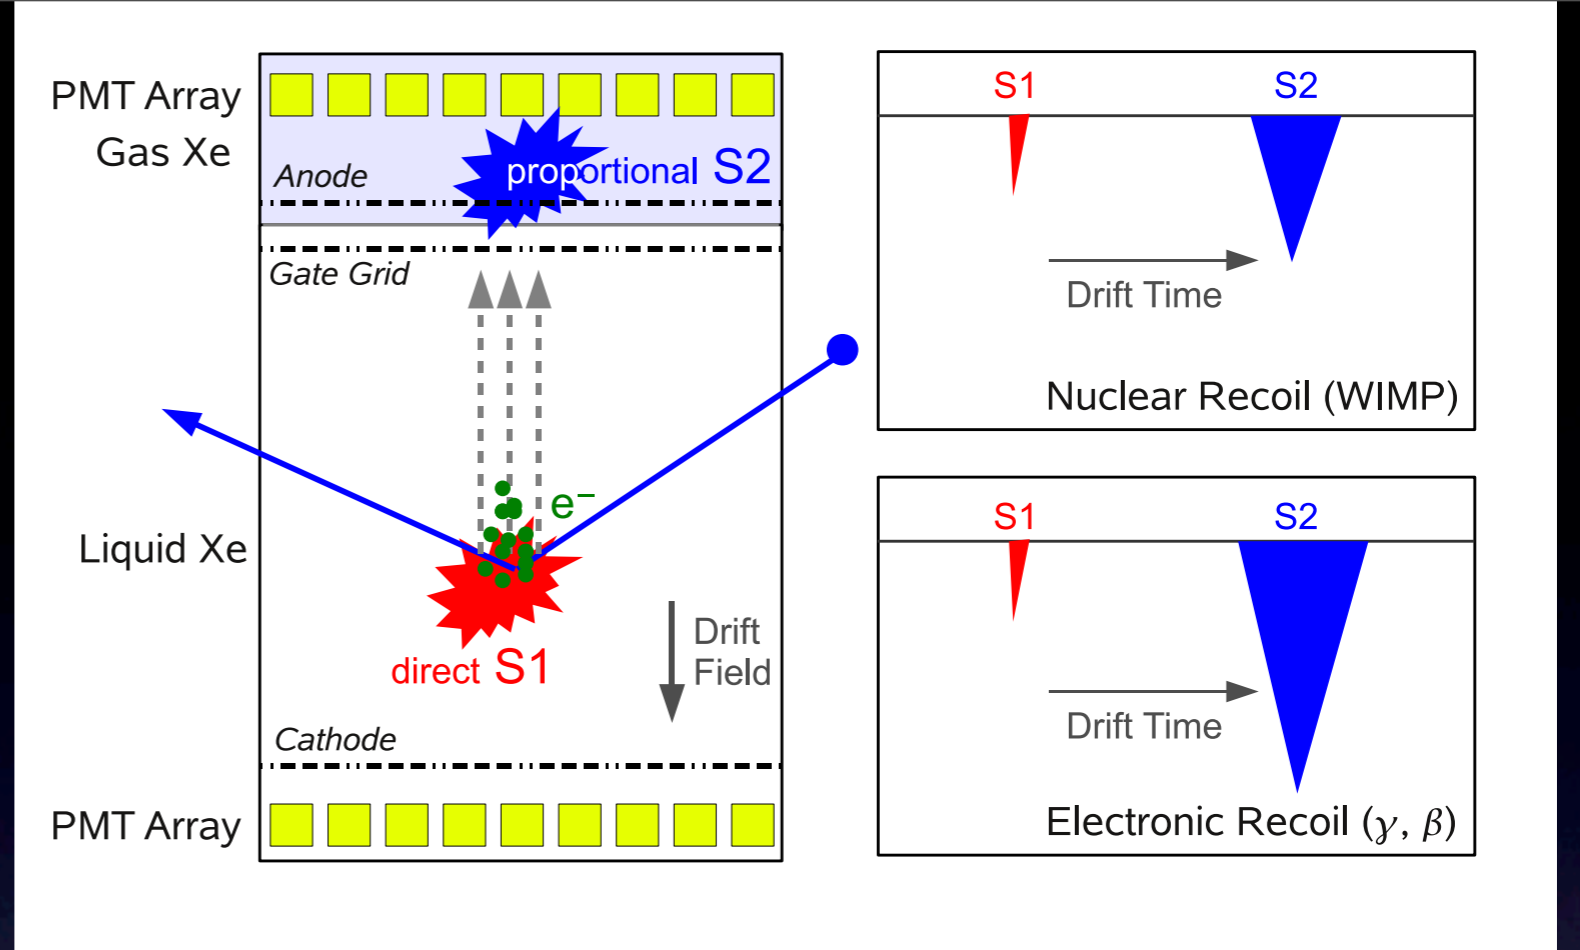 PMT Array
Gas Xe
Anode
proportional S2
Gate Grid
e−
Liquid Xe
direct S1
Drift
Field
Cathode
PMT Array
S1 S2
Drift Time
Nuclear Recoil (WIMP)
S1 S2
Drift Time
Electronic Recoil (γ, β)